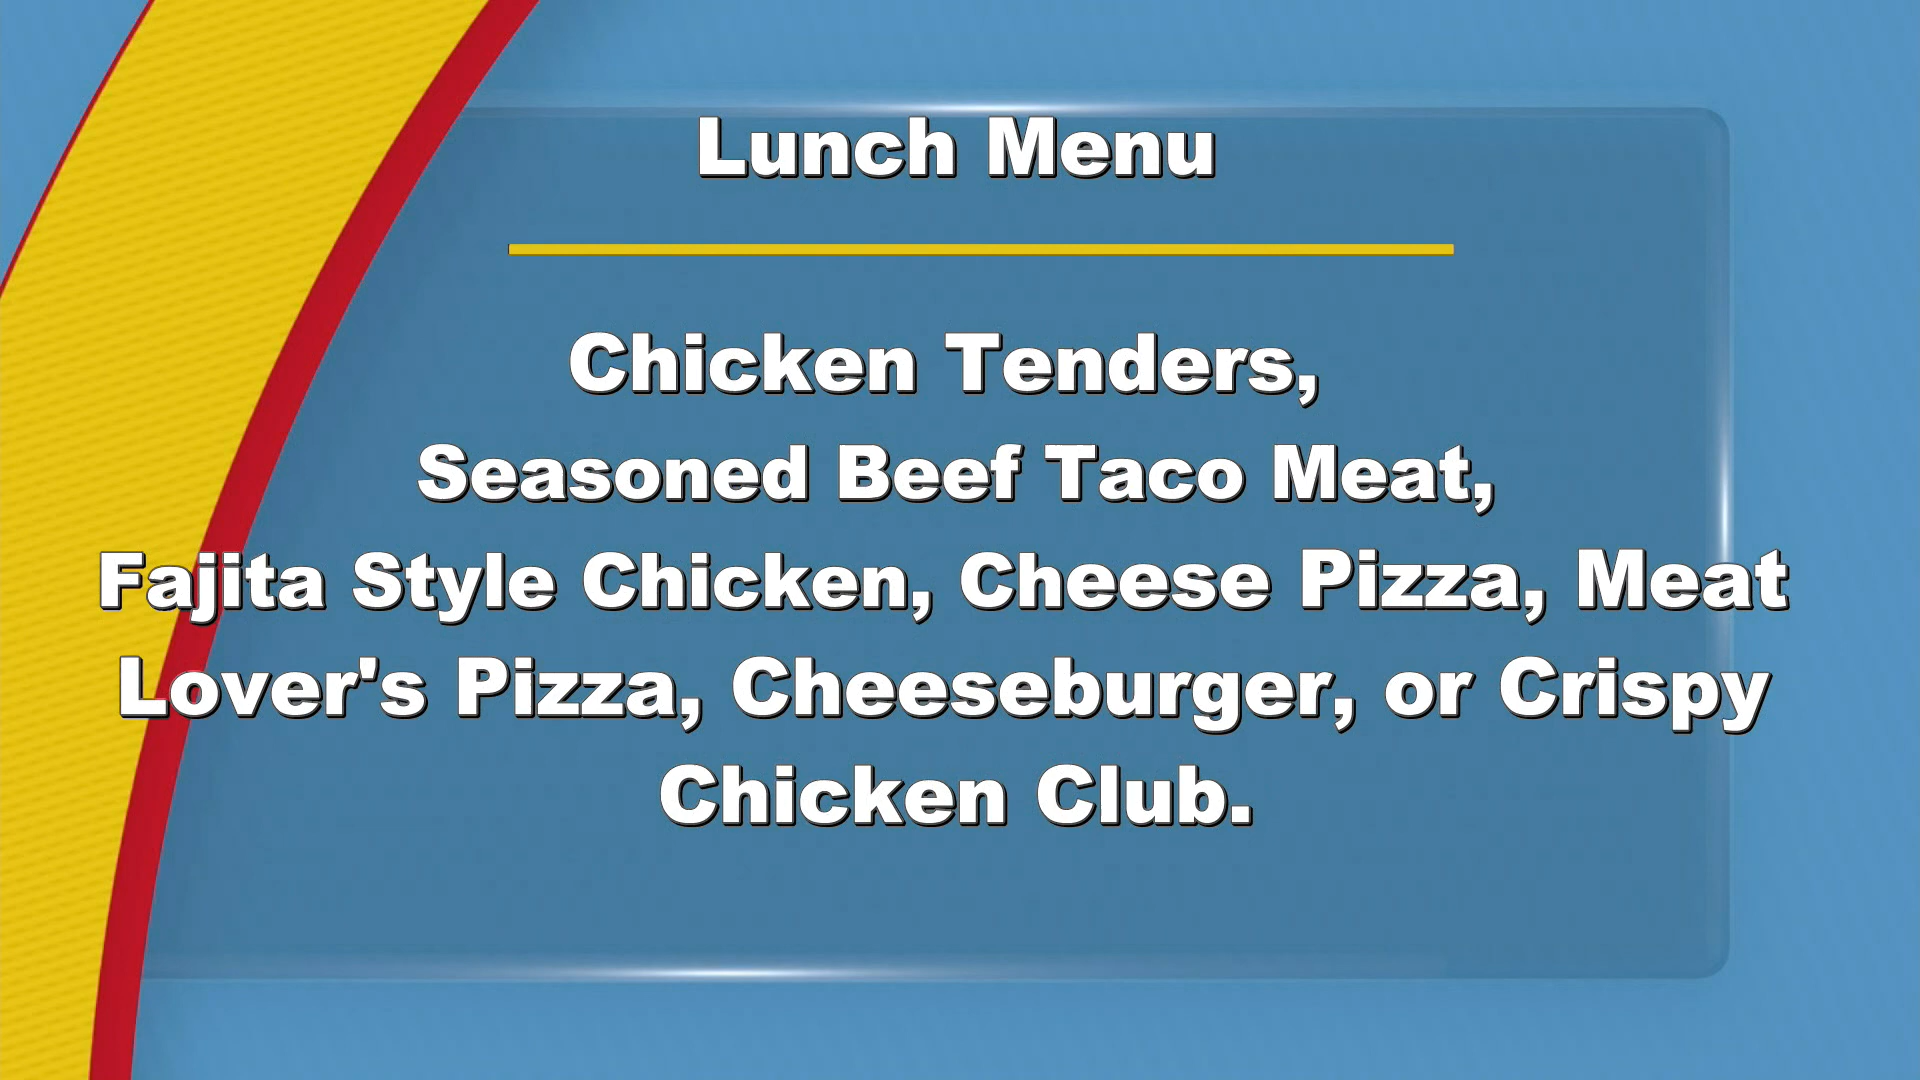 Lunch Menu
Chicken Tenders,
Seasoned Beef Taco Meat,
Fajita Style Chicken, Cheese Pizza, Meat
Lover's Pizza, Cheeseburger, or Crispy
Chicken Club.